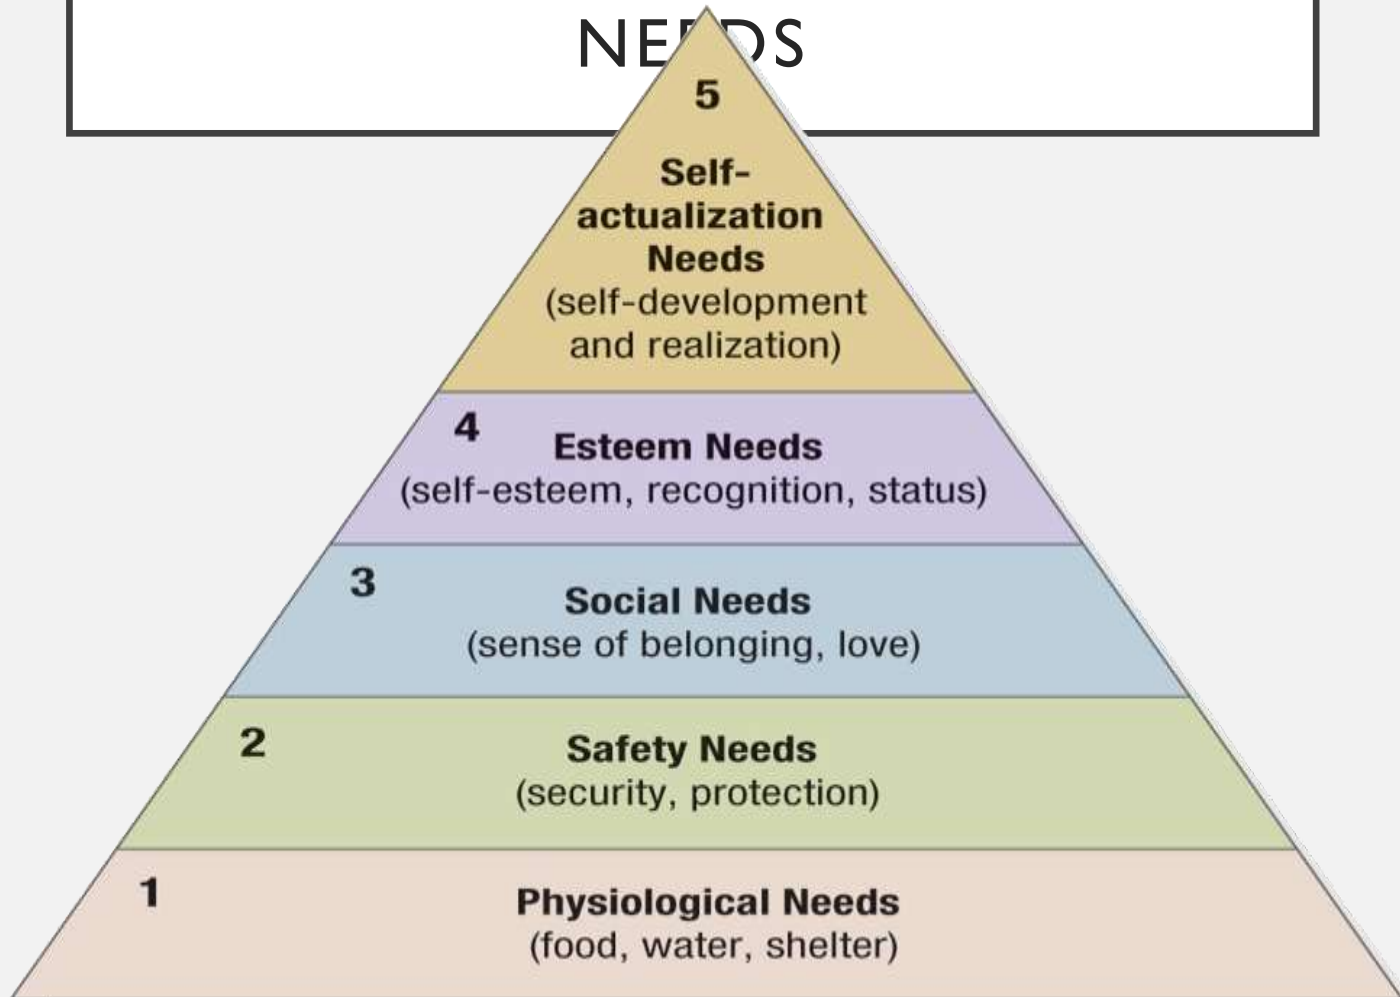 NEEDS
5
Self-
actualization
Needs
(self-development
and realization)
4
Esteem Needs
(self-esteem, recognition, status)
3
Social Needs
(sense of belonging, love)
2
Safety Needs
(security, protection)
1
Physiological Needs
(food, water, shelter)